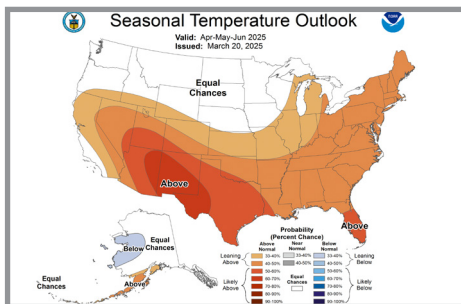 Seasonal Temperature Outlook
Valid: Apr-May-Jun 2025
Issued: March 20, 2025
NOAA
Equal
Chances
Above
Above
Below
Equal
Chances
Above
Equal
Chances
Probability
(Percent Chance)
Above
Normal
Near
Normal
Below
Normal
Leaning
Above
33-40%
40-50%
33-40%
40-50%
33-40%
40-50%
Leaning
Below
Likely
Above
50-60%
60-70%
70-80%
80-90%
90-100%
Equal
Chances
50-60%
60-70%
70-80%
80-90%
90-100%
Likely
Below